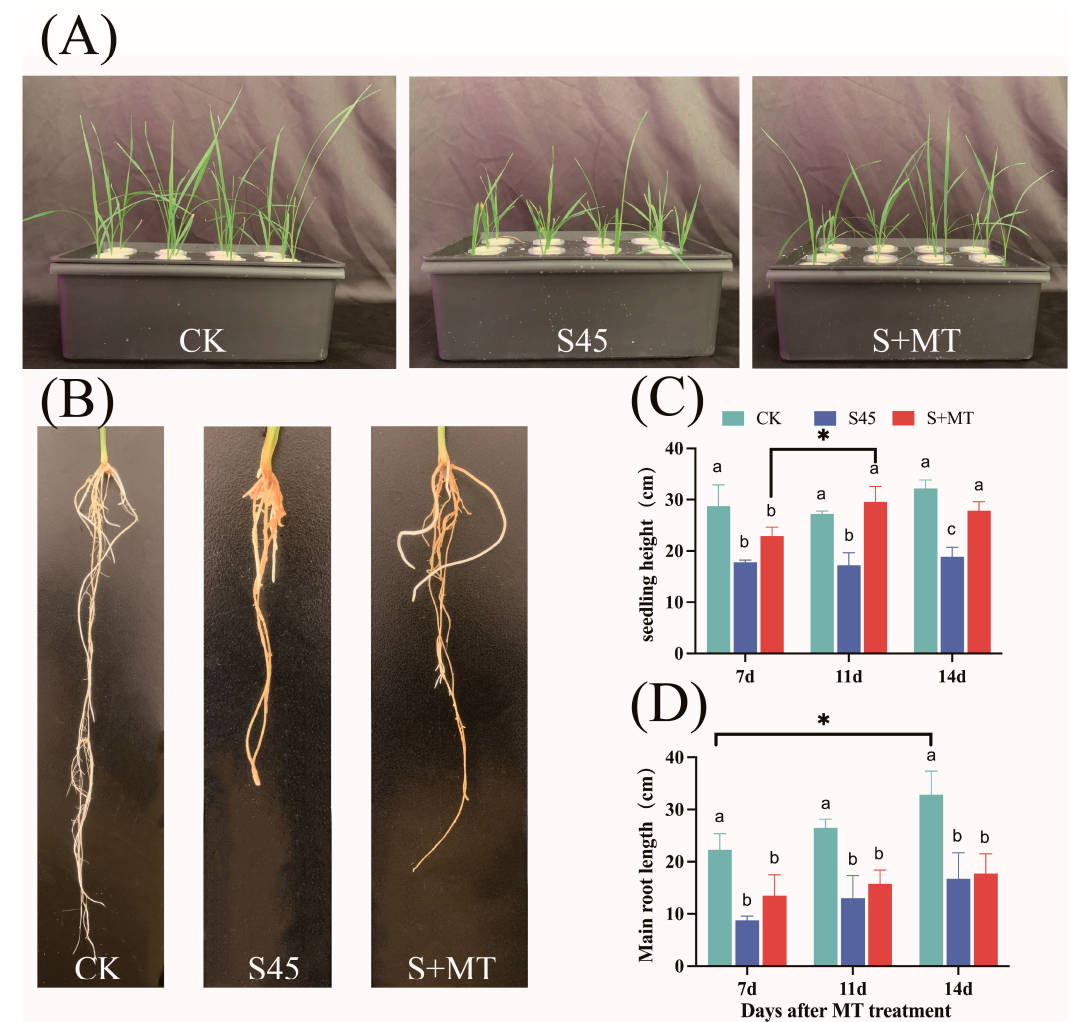 (A)
CK
S45
S+MT
(B)
CK
S45
S+MT
(C)
CK S45 S+MT
*
seedling height (cm)
40
30
20
10
0
a b b
a b a
a c a
7d 11d 14d
(D)
*
Main root length (cm)
40
30
20
10
0
a b b
a b b
a b b
7d 11d 14d
Days after MT treatment